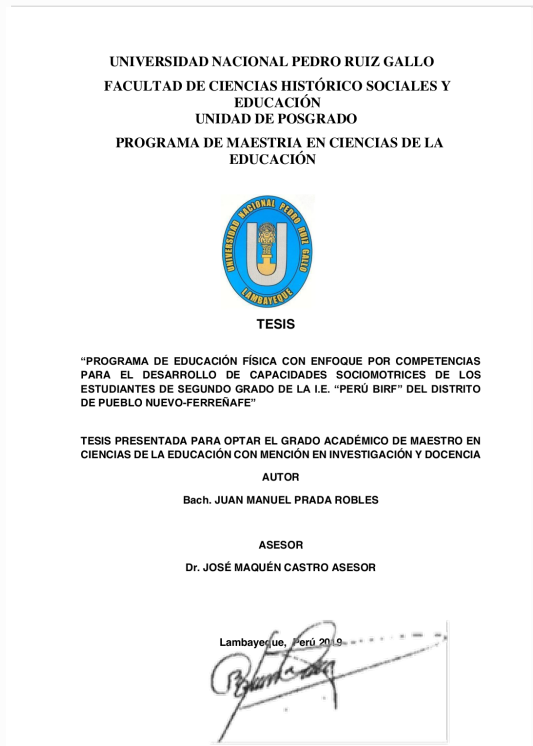 UNIVERSIDAD NACIONAL PEDRO RUIZ GALLO
FACULTAD DE CIENCIAS HISTÓRICO SOCIALES Y
EDUCACIÓN
UNIDAD DE POSGRADO
PROGRAMA DE MAESTRIA EN CIENCIAS DE LA
EDUCACIÓN
UNIVERSIDAD NACIONAL PEDRO RUIZ GALLO
LAMBAYEQUE
TESIS
“PROGRAMA DE EDUCACIÓN FÍSICA CON ENFOQUE POR COMPETENCIAS
PARA EL DESARROLLO DE CAPACIDADES SOCIOMOTRICES DE LOS
ESTUDIANTES DE SEGUNDO GRADO DE LA I.E. “PERÚ BIRF” DEL DISTRITO
DE PUEBLO NUEVO-FERREÑAFE”
TESIS PRESENTADA PARA OPTAR EL GRADO ACADÉMICO DE MAESTRO EN
CIENCIAS DE LA EDUCACIÓN CON MENCIÓN EN INVESTIGACIÓN Y DOCENCIA
AUTOR
Bach. JUAN MANUEL PRADA ROBLES
ASESOR
Dr. JOSÉ MAQUÉN CASTRO ASESOR
Lambayeque, Perú 2019